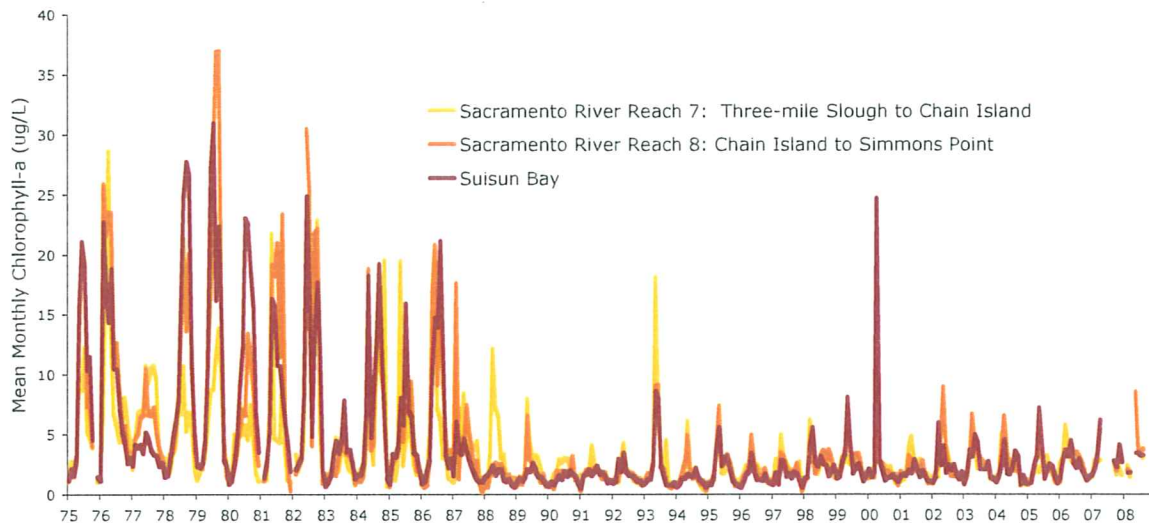 40
35
30
25
20
15
10
5
0
Mean Monthly Chlorophyll-a (ug/L)
Sacramento River Reach 7: Three-mile Slough to Chain Island
Sacramento River Reach 8: Chain Island to Simmons Point
Suisun Bay
75 76 77 78 79 80 81 82 83 84 85 86 87 88 89 90 91 92 93 94 95 96 97 98 99 00 01 02 03 04 05 06 07 08